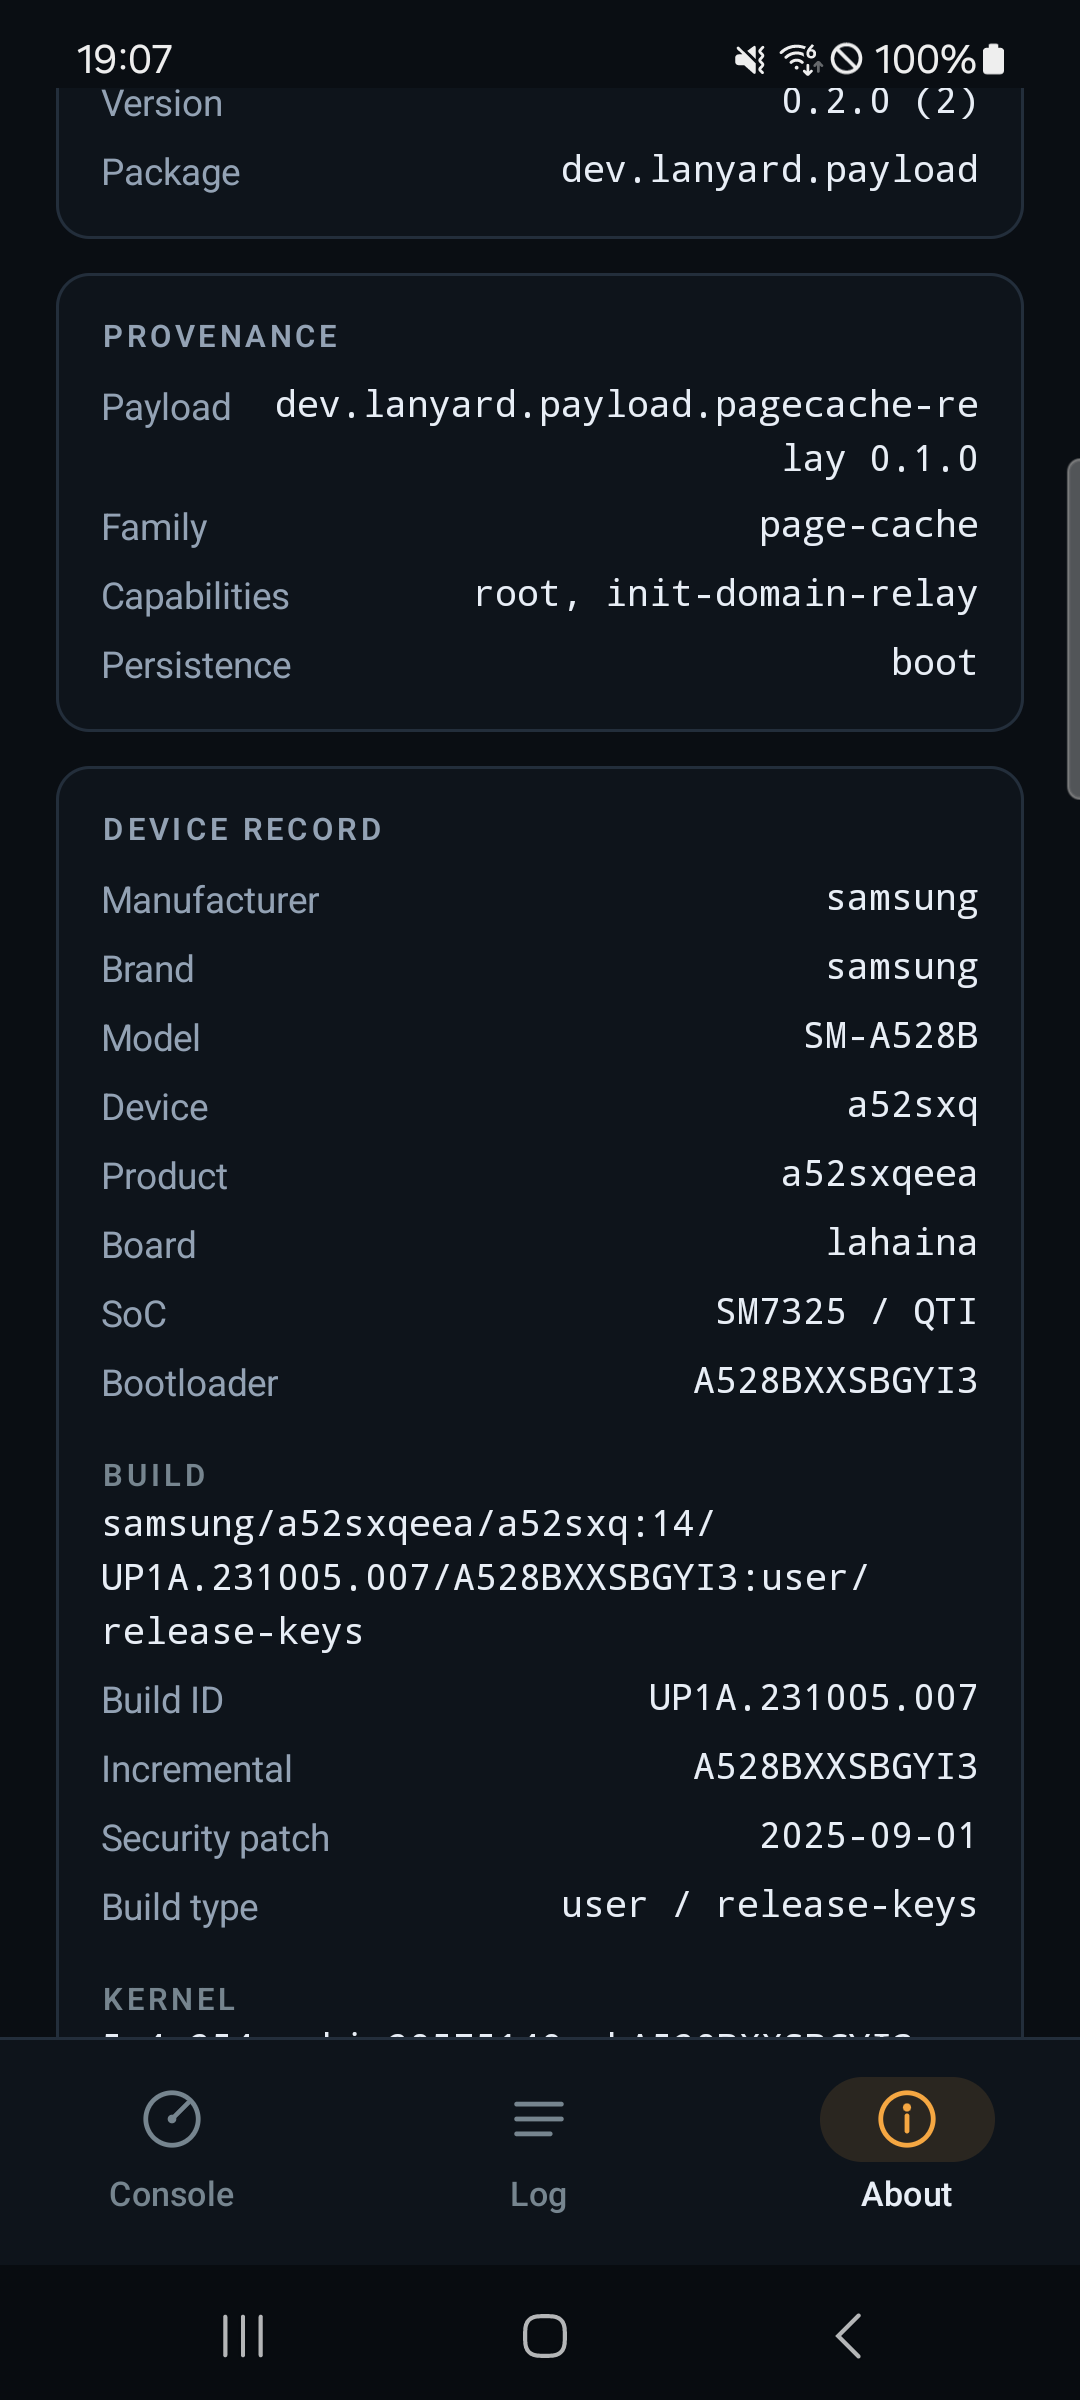 19:07 6 100%
Version 0.2.0 (2)
Package dev.lanyard.payload
PROVENANCE
Payload dev.lanyard.payload.pagecache-re
lay 0.1.0
Family page-cache
Capabilities root, init-domain-relay
Persistence boot
DEVICE RECORD
Manufacturer samsung
Brand samsung
Model SM-A528B
Device a52sxq
Product a52sxqeea
Board lahaina
SoC SM7325 / QTI
Bootloader A528BXXSBGYI3
BUILD
samsung/a52sxqeea/a52sxq:14/
UP1A.231005.007/A528BXXSBGYI3:user/
release-keys
Build ID UP1A.231005.007
Incremental A528BXXSBGYI3
Security patch 2025-09-01
Build type user / release-keys
KERNEL
Console Log About